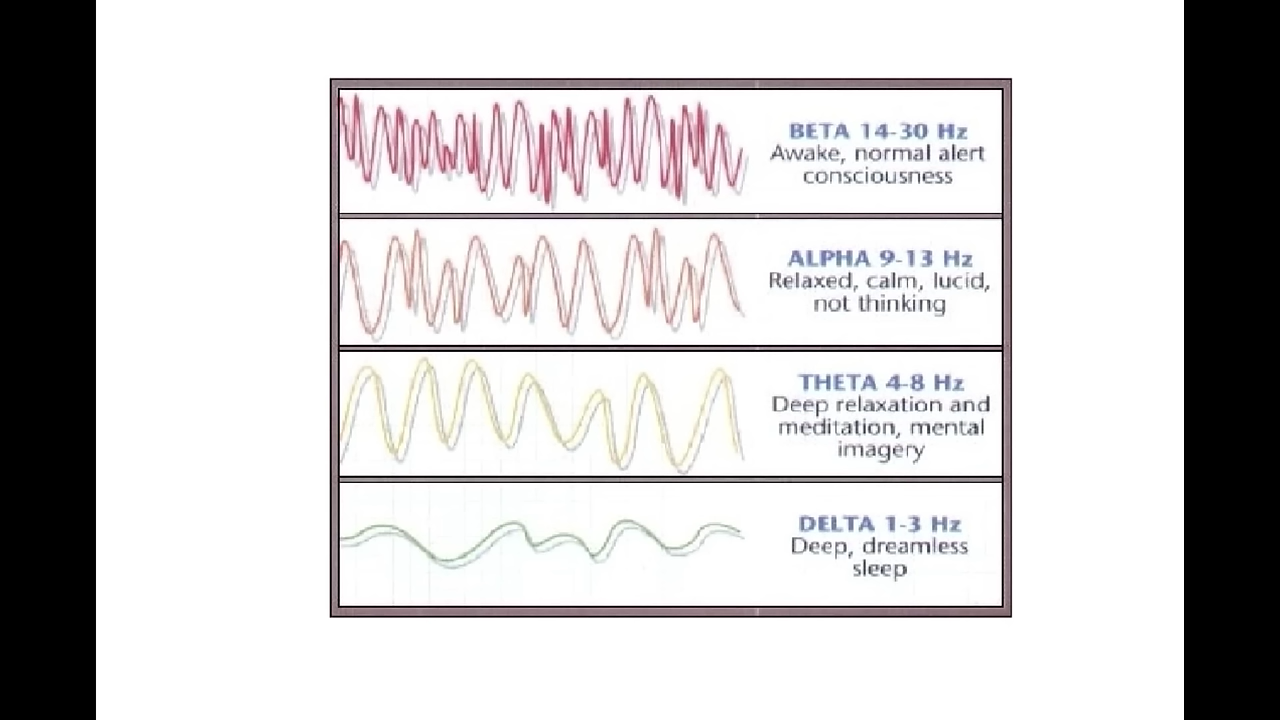 BETA 14-30 Hz
Awake, normal alert
consciousness
ALPHA 9-13 Hz
Relaxed, calm, lucid,
not thinking
THETA 4-8 Hz
Deep relaxation and
meditation, mental
imagery
DELTA 1-3 Hz
Deep, dreamless
sleep